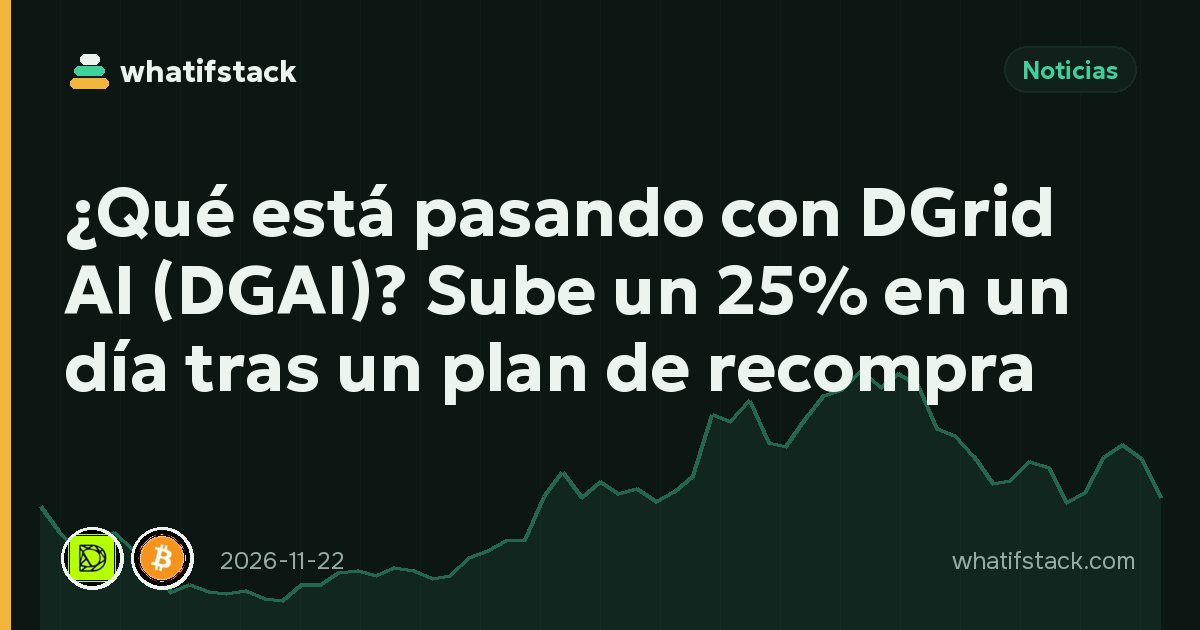 whatifstack
Noticias
¿Qué está pasando con DGrid
AI (DGAI)? Sube un 25% en un
día tras un plan de recompra
2026-11-22
whatifstack.com